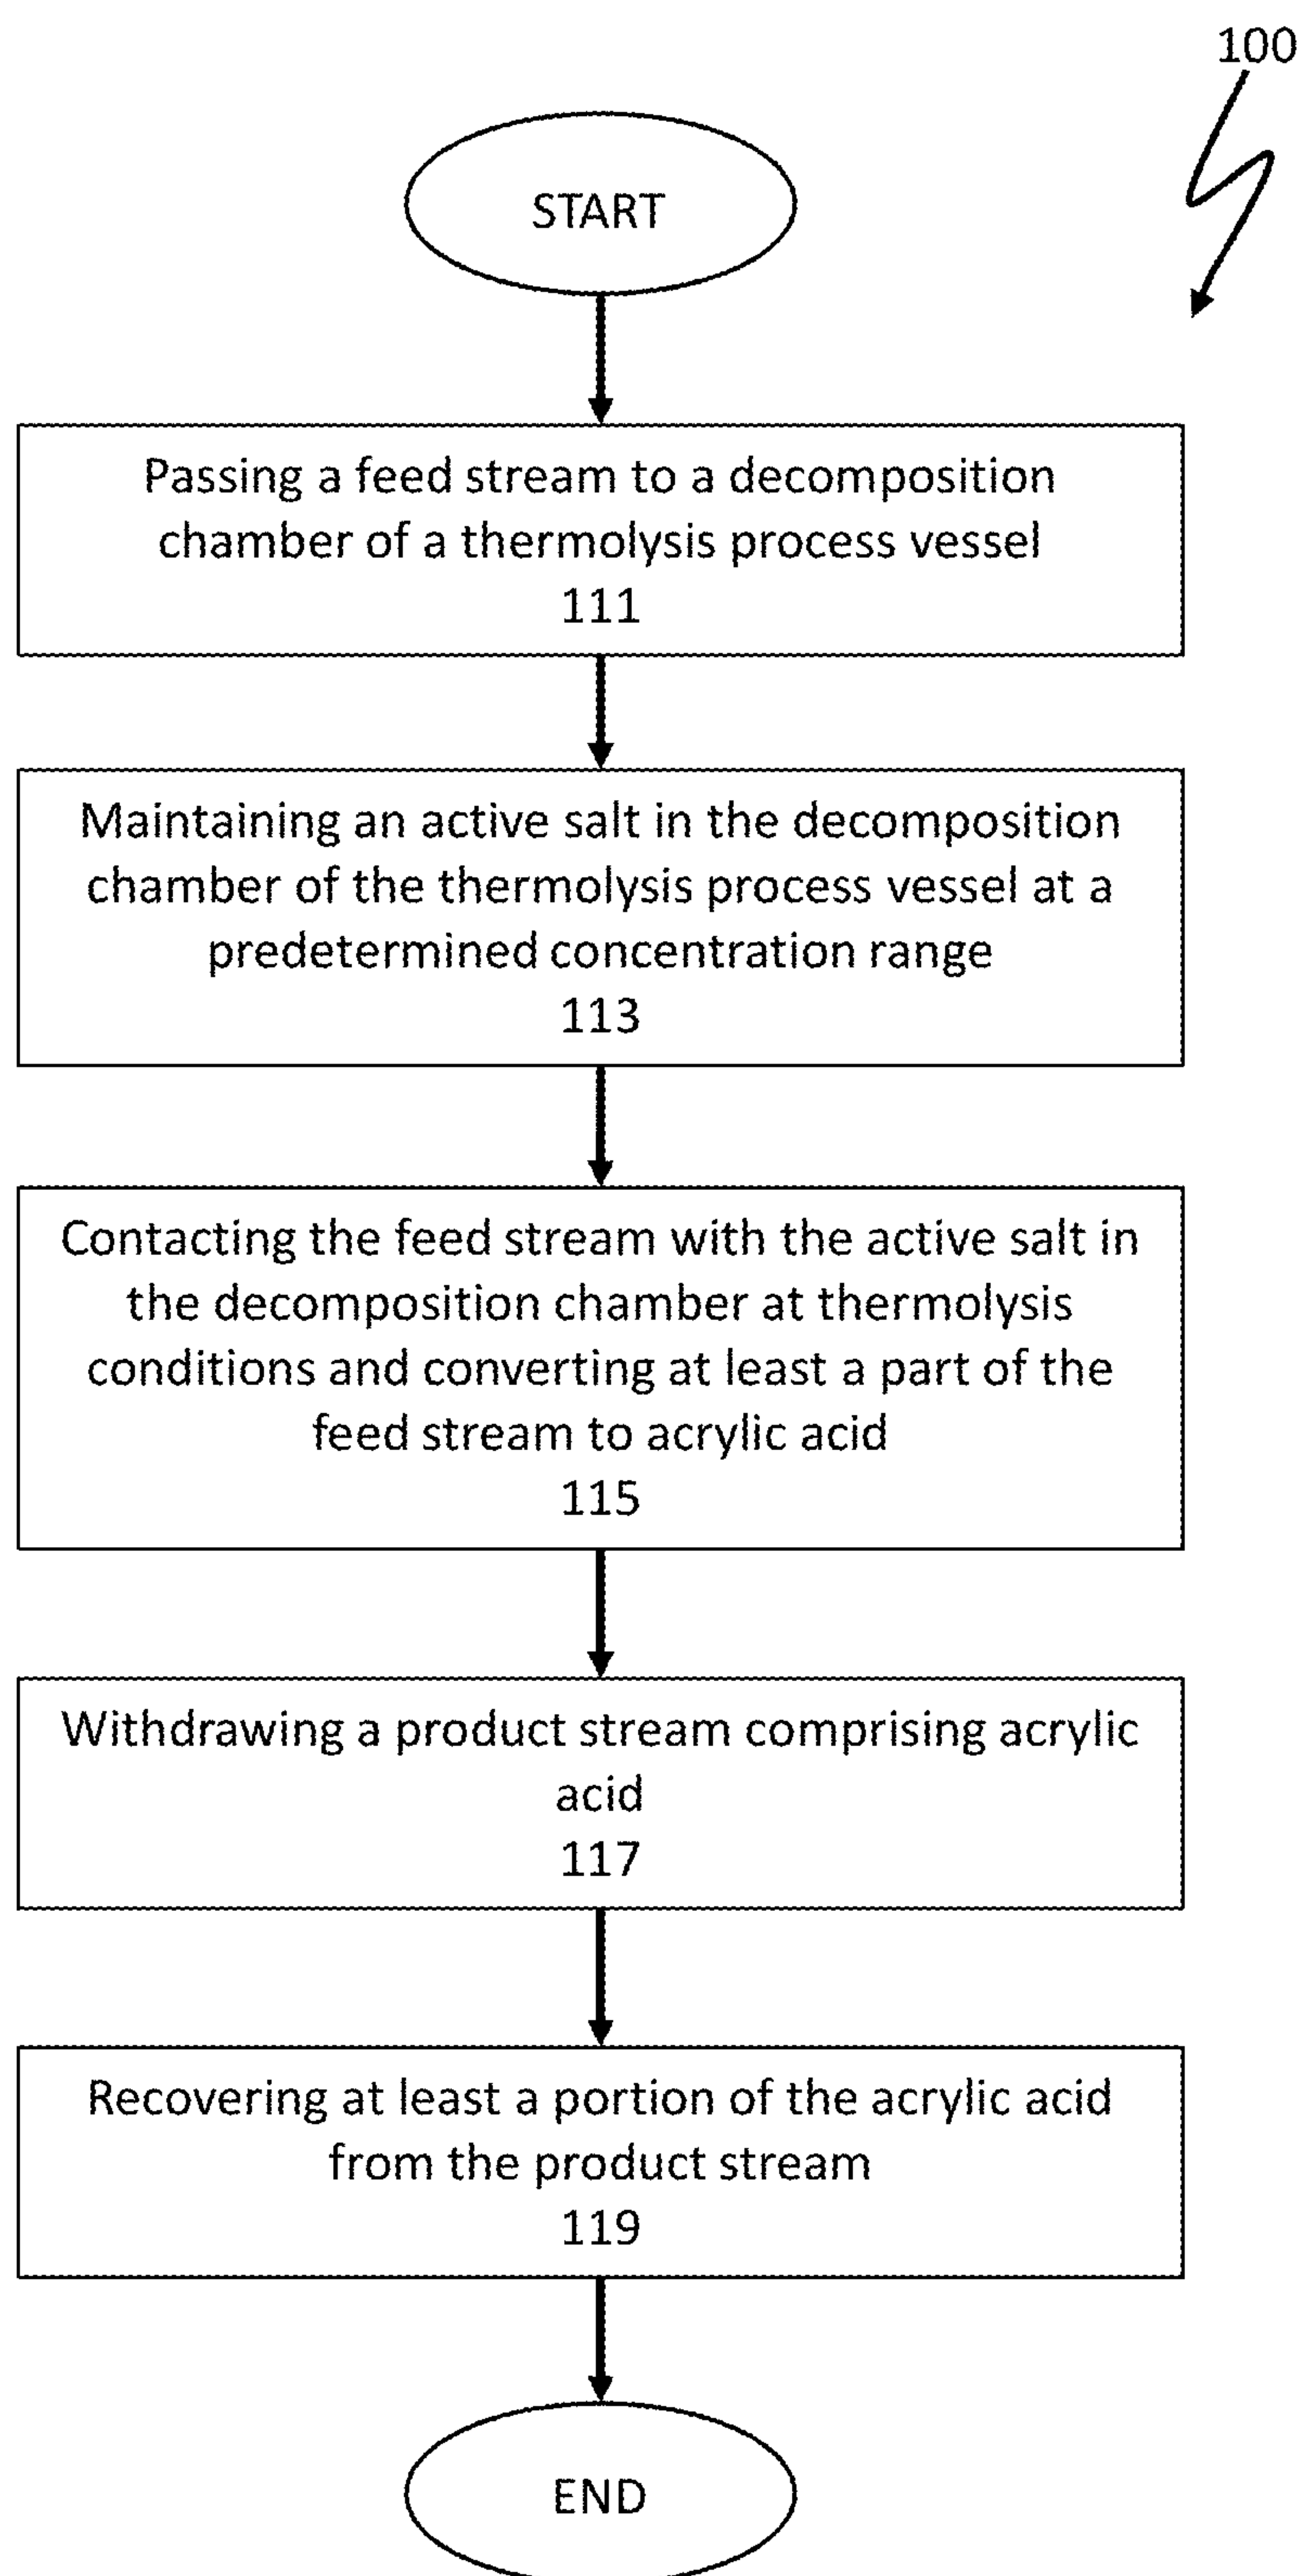 100
START
Passing a feed stream to a decomposition
chamber of a thermolysis process vessel
111
Maintaining an active salt in the decomposition
chamber of the thermolysis process vessel at a
predetermined concentration range
113
Contacting the feed stream with the active salt in
the decomposition chamber at thermolysis
conditions and converting at least a part of the
feed stream to acrylic acid
115
Withdrawing a product stream comprising acrylic
acid
117
Recovering at least a portion of the acrylic acid
from the product stream
119
END